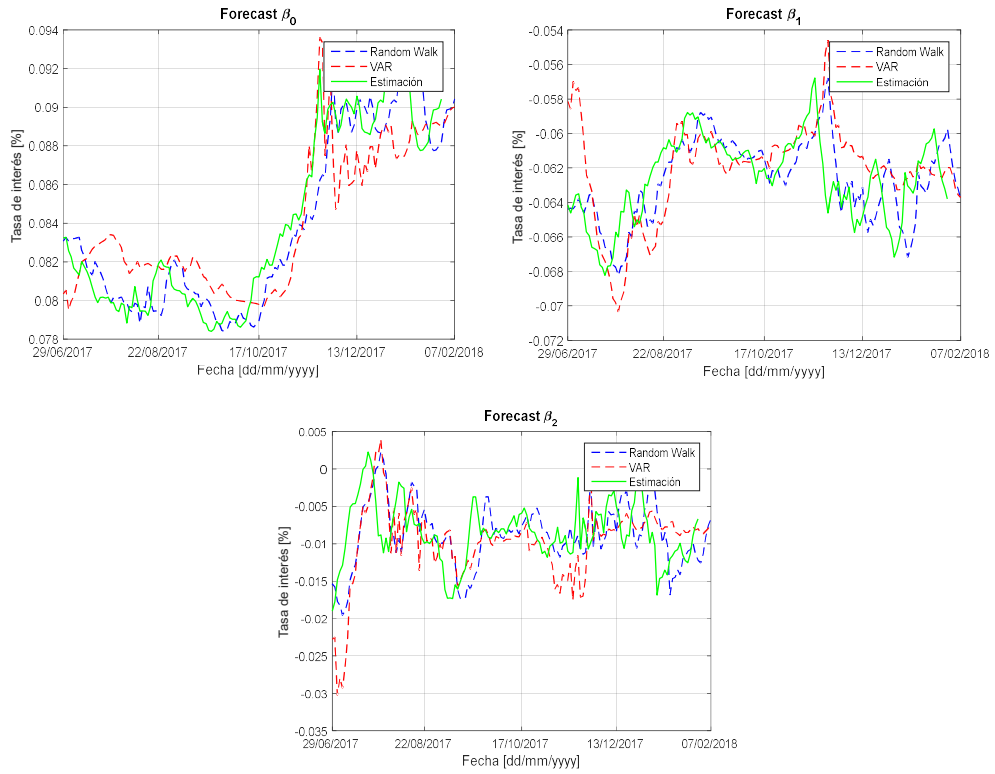 Forecast β0
0.094
0.092
0.09
0.088
0.086
0.084
0.082
0.08
0.078
Tasa de interés [%]
Random Walk
VAR
Estimación
29/06/2017 22/08/2017 17/10/2017 13/12/2017 07/02/2018
Fecha [dd/mm/yyyy]
Forecast β1
-0.054
-0.056
-0.058
-0.06
-0.062
-0.064
-0.066
-0.068
-0.07
-0.072
Tasa de interés [%]
Random Walk
VAR
Estimación
29/06/2017 22/08/2017 17/10/2017 13/12/2017 07/02/2018
Fecha [dd/mm/yyyy]
Forecast β2
0.005
0
-0.005
-0.01
-0.015
-0.02
-0.025
-0.03
-0.035
Tasa de interés [%]
Random Walk
VAR
Estimación
29/06/2017 22/08/2017 17/10/2017 13/12/2017 07/02/2018
Fecha [dd/mm/yyyy]